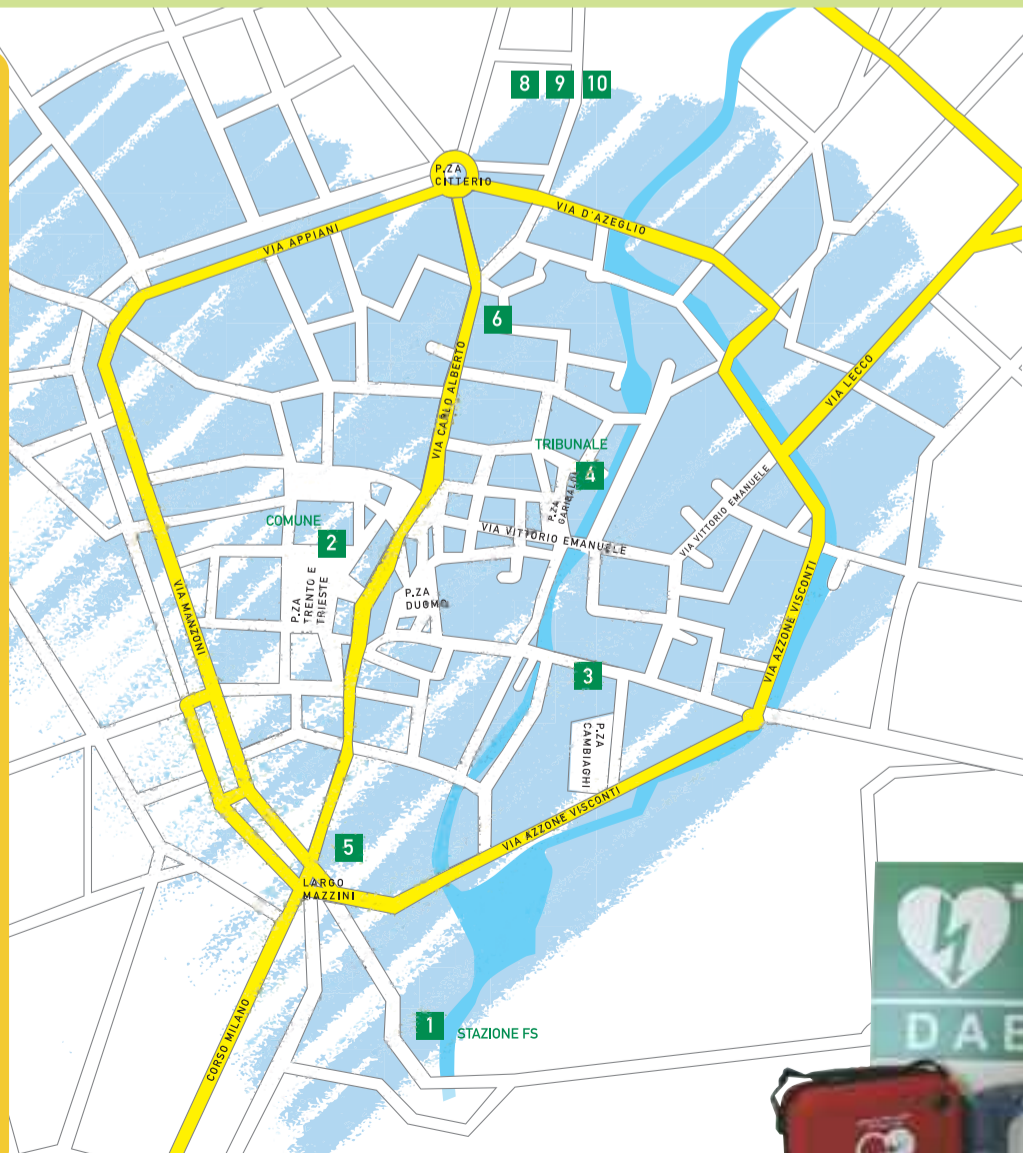 8 9 10
P.ZA
CITTERIO
VIA D'AZEGLIO
VIA APPIANI
6
VIA CARLO ALBERTO
VIA LECCO
TRIBUNALE
4
P.ZA
GARIBALDI
VIA VITTORIO EMANUELE
VIA VITTORIO EMANUELE
COMUNE
2
P.ZA
TRENTO E
TRIESTE
P.ZA
DUOMO
VIA MANZONI
VIA AZZONE VISCONTI
3
P.ZA
CAMBIAGHI
VIA AZZONE VISCONTI
5
LARGO
MAZZINI
CORSO MILANO
1
STAZIONE FS
DAE